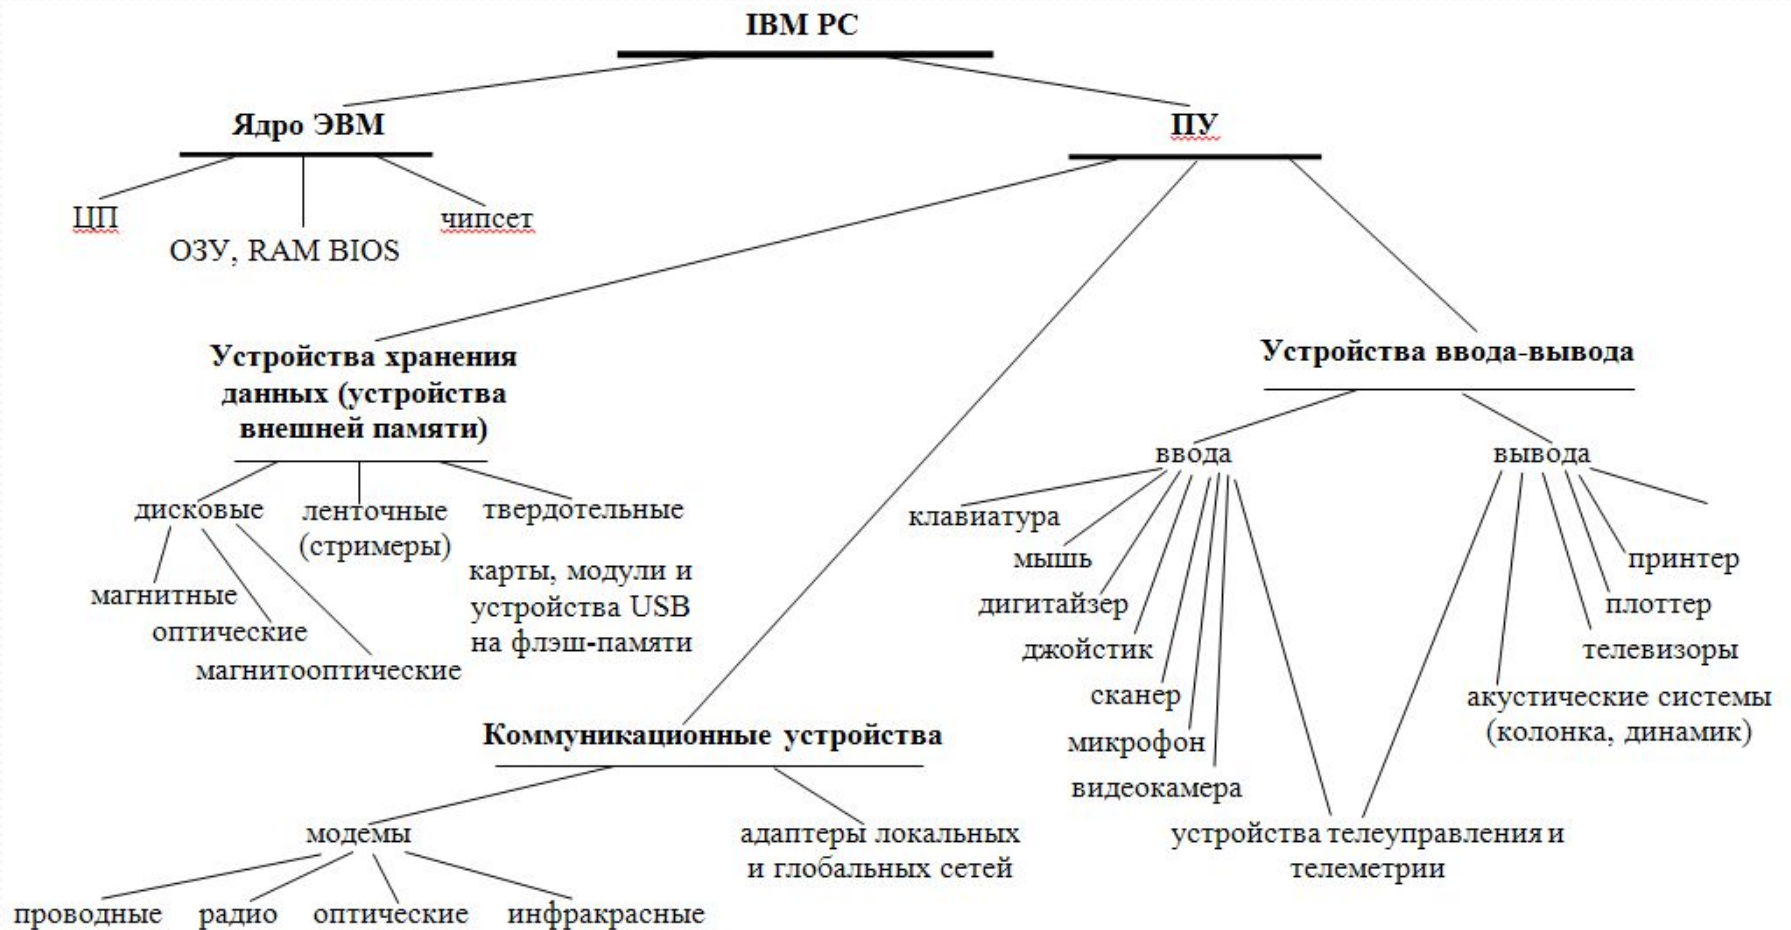 IBM PC
Ядро ЭВМ
ПУ
ЦП
ОЗУ, RAM BIOS
чипсет
Устройства хранения
данных (устройства
внешней памяти)
дисковые
магнитные
оптические
магнитооптические
ленточные
(стримеры)
твердотельные
карты, модули и
устройства USB
на флэш-памяти
Коммуникационные устройства
модемы
проводные
радио
оптические
инфракрасные
адаптеры локальных
и глобальных сетей
Устройства ввода-вывода
ввода
клавиатура
мышь
дигитайзер
джойстик
сканер
микрофон
видеокамера
вывода
принтер
плоттер
телевизоры
акустические системы
(колонка, динамик)
устройства телеуправления и
телеметрии